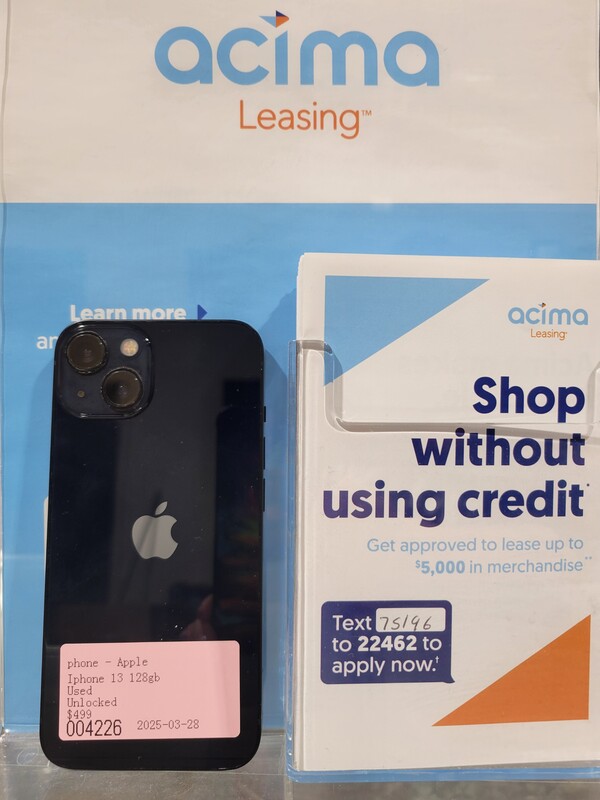 acima
Leasing™
Learn more
acima
Leasing
Shop
without
using credit*
Get approved to lease up to
$5,000 in merchandise**
Text 75196
to 22462 to
apply now.†
phone - Apple
Iphone 13 128gb
Used
Unlocked
$499
004226 2025-03-28